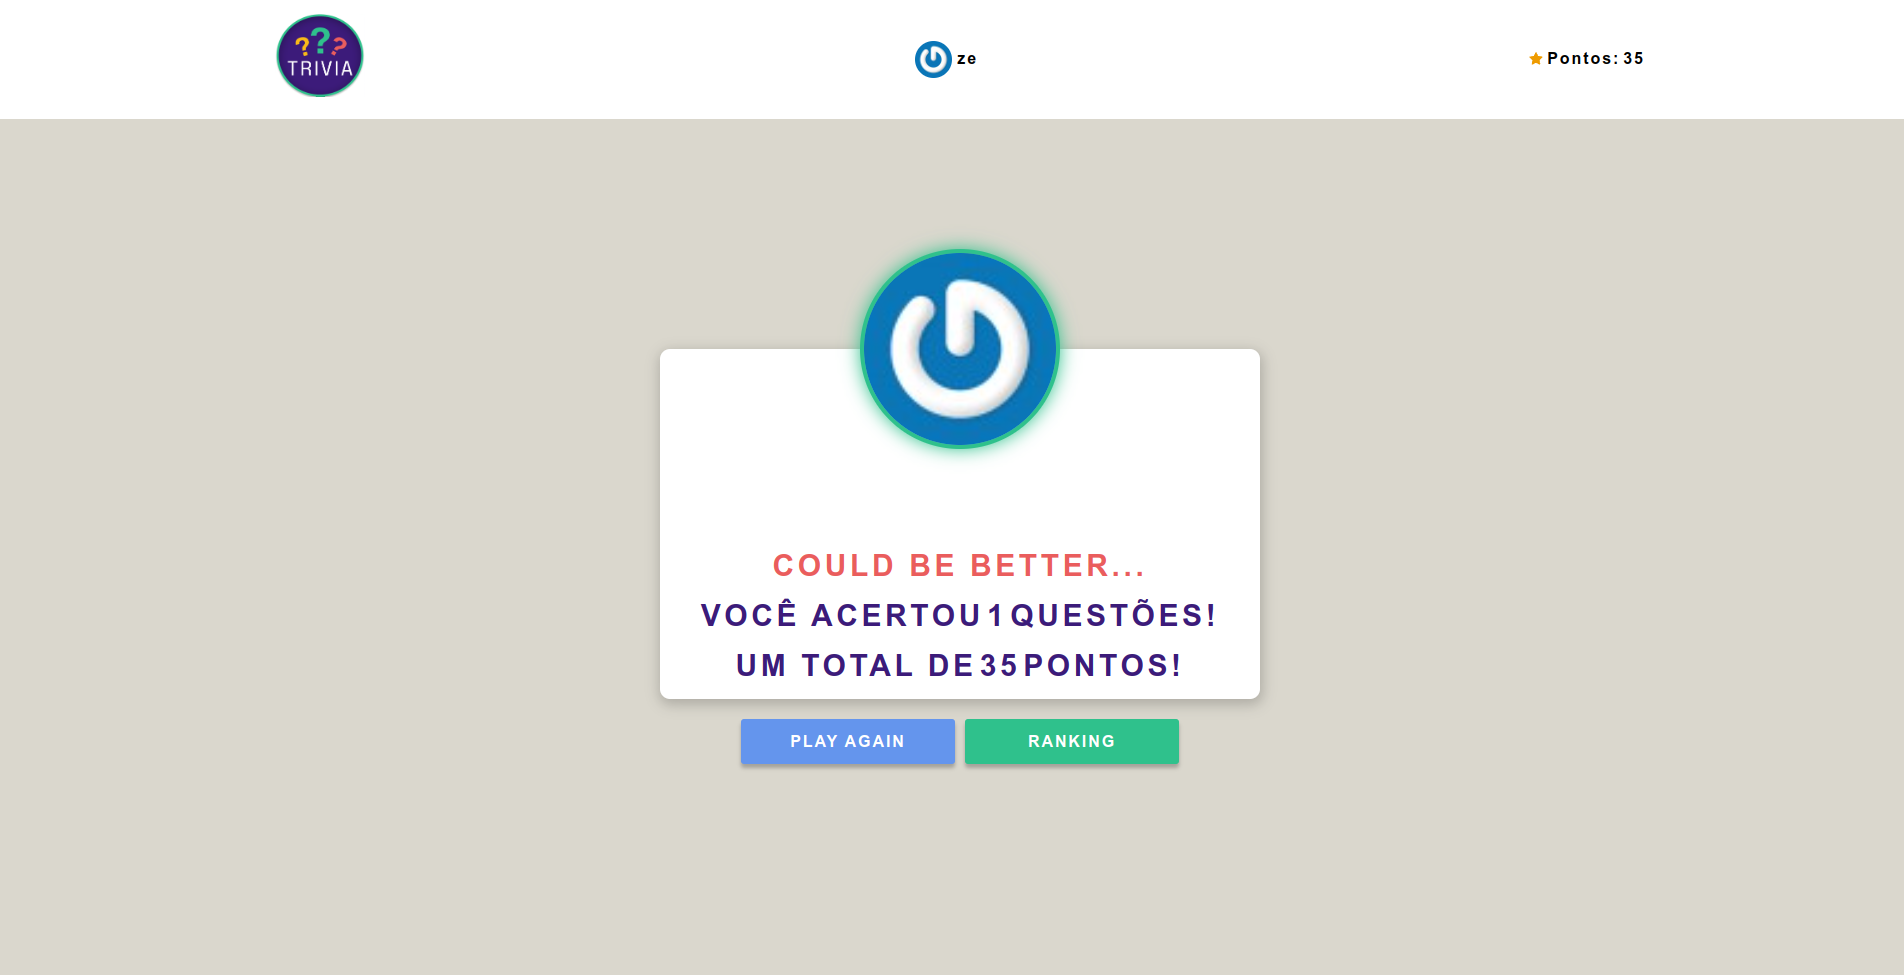 ???
TRIVIA
ze
Pontos: 35
COULD BE BETTER...
VOCÊ ACERTOU 1 QUESTÕES!
UM TOTAL DE 35 PONTOS!
PLAY AGAIN
RANKING